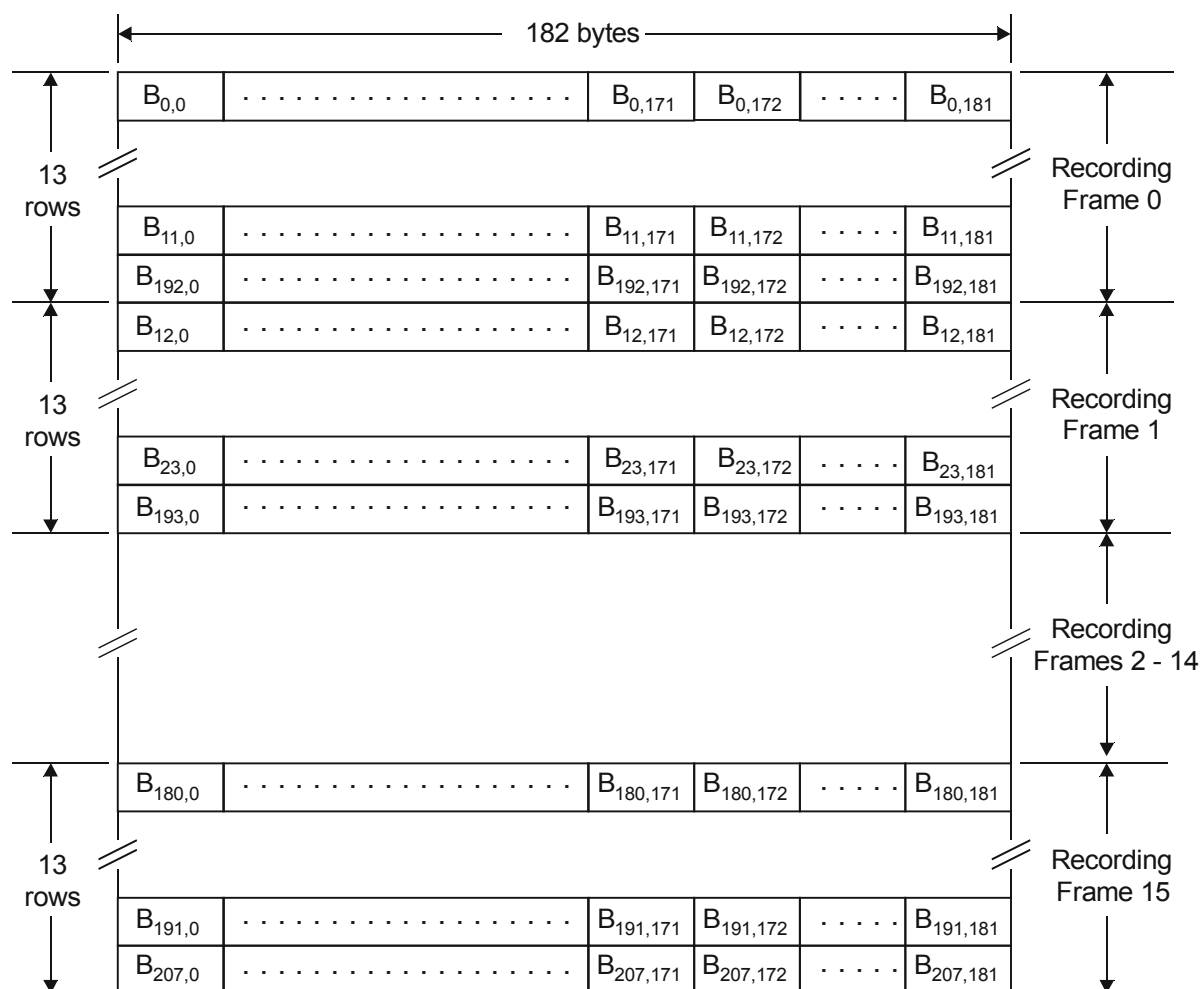 182 bytes
B0,0 . . . . . . . . . . . . . . . . . . . B0,171 B0,172 . . . . . B0,181
13
rows
Recording
Frame 0
B11,0 . . . . . . . . . . . . . . . . . . . B11,171 B11,172 . . . . . B11,181
B192,0 . . . . . . . . . . . . . . . . . . . B192,171 B192,172 . . . . . B192,181
B12,0 . . . . . . . . . . . . . . . . . . . B12,171 B12,172 . . . . . B12,181
13
rows
Recording
Frame 1
B23,0 . . . . . . . . . . . . . . . . . . . B23,171 B23,172 . . . . . B23,181
B193,0 . . . . . . . . . . . . . . . . . . . B193,171 B193,172 . . . . . B193,181
Recording
Frames 2 - 14
B180,0 . . . . . . . . . . . . . . . . . . . B180,171 B180,172 . . . . . B180,181
13
rows
Recording
Frame 15
B191,0 . . . . . . . . . . . . . . . . . . . B191,171 B191,172 . . . . . B191,181
B207,0 . . . . . . . . . . . . . . . . . . . B207,171 B207,172 . . . . . B207,181